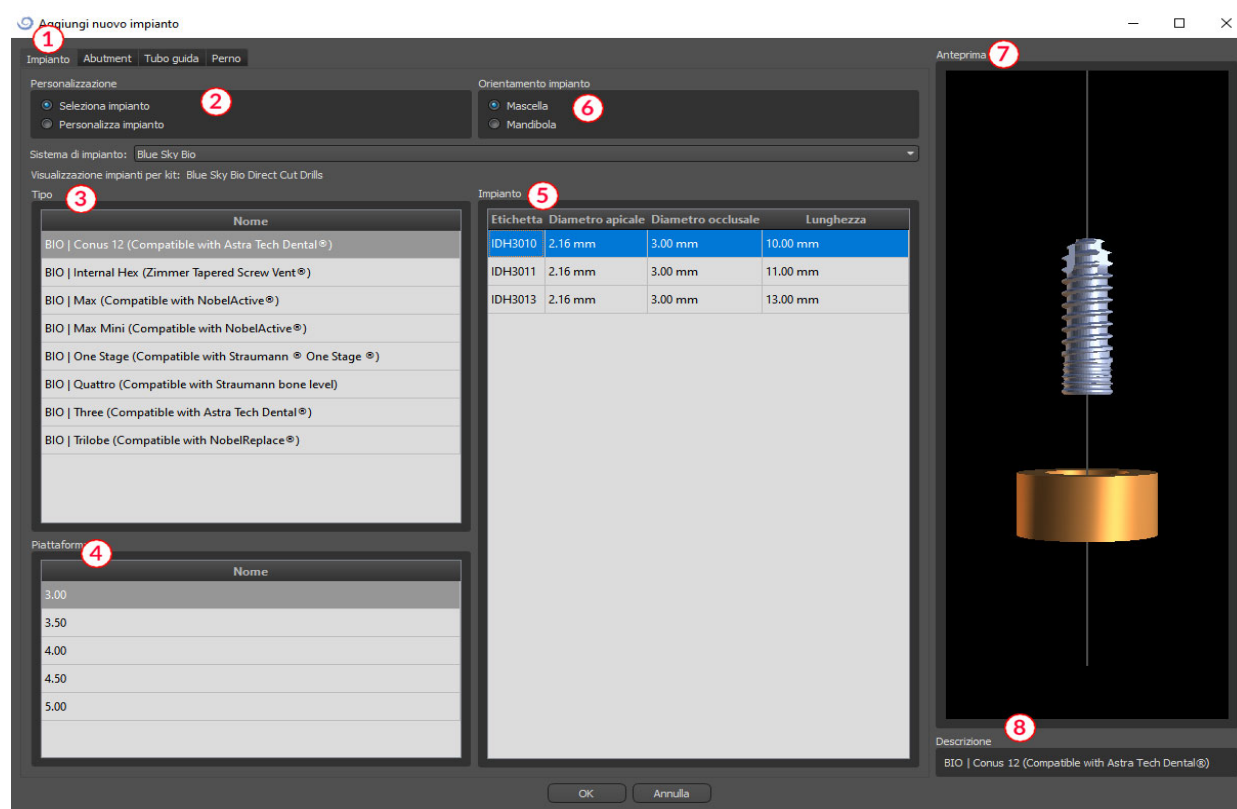 Aggiungi nuovo impianto
1
Impianto Abutment Tubo guida Perno
Personalizzazione
2
Seleziona impianto
Personalizza impianto
Orientamento impianto
6
Mascella
Mandibola
Sistema di impianto: Blue Sky Bio
Visualizzazione impianti per kit: Blue Sky Bio Direct Cut Drills
Tipo
3
Nome
BIO | Conus 12 (Compatible with Astra Tech Dental®)
BIO | Internal Hex (Zimmer Tapered Screw Vent®)
BIO | Max (Compatible with NobelActive®)
BIO | Max Mini (Compatible with NobelActive®)
BIO | One Stage (Compatible with Straumann ® One Stage ®)
BIO | Quattro (Compatible with Straumann bone level)
BIO | Three (Compatible with Astra Tech Dental®)
BIO | Trilobe (Compatible with NobelReplace®)
Piattaform
4
Nome
3.00
3.50
4.00
4.50
5.00
Impianto
5
Etichetta Diametro apicale Diametro occlusale Lunghezza
IDH3010 2.16 mm 3.00 mm 10.00 mm
IDH3011 2.16 mm 3.00 mm 11.00 mm
IDH3013 2.16 mm 3.00 mm 13.00 mm
Anteprima
7
8
Descrizione
BIO | Conus 12 (Compatible with Astra Tech Dental®)
OK Annulla